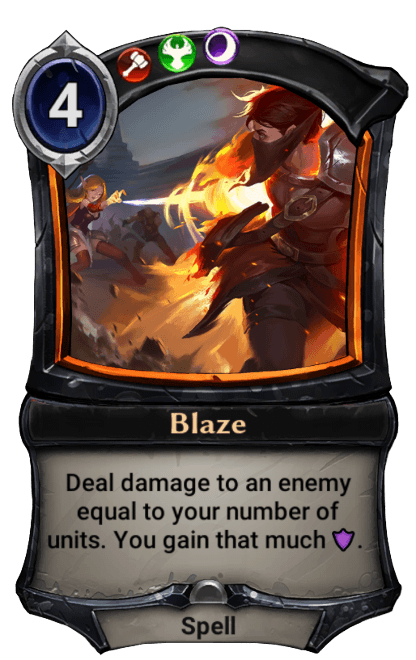 4
Blaze
Deal damage to an enemy
equal to your number of
units. You gain that much .
Spell